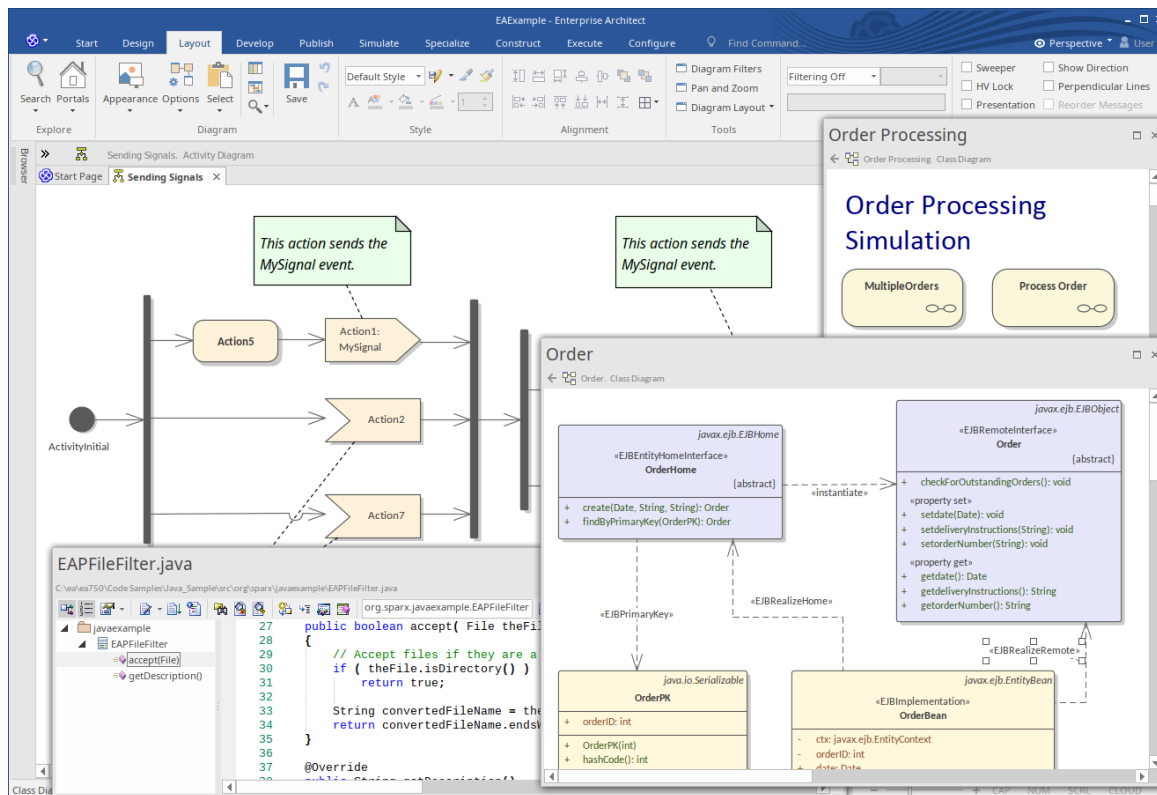 EAExample - Enterprise Architect
Start Design Layout Develop Publish Simulate Specialize Construct Execute Configure Find Command... Perspective User
Search Portals Appearance Options Select Save
Default Style
1
Diagram Filters
Pan and Zoom
Diagram Layout
Filtering Off
Sweeper Show Direction
HV Lock Perpendicular Lines
Presentation Reorder Messages
Explore Diagram Style Alignment Tools
Browser
Sending Signals. Activity Diagram
Start Page Sending Signals
This action sends the
MySignal event.
This action sends the
MySignal event.
Action5
Action1:
MySignal
ActivityInitial
Action2
Action7
Order Processing
Order Processing. Class Diagram
Order Processing
Simulation
MultipleOrders
Process Order
Order
Order. Class Diagram
javax.ejb.EJBHome
«EJBEntityHomeInterface»
OrderHome
{abstract}
+ create(Date, String, String): Order
+ findByPrimaryKey(OrderPK): Order
«instantiate»
javax.ejb.EJBObject
«EJBRemoteInterface»
Order
{abstract}
+ checkForOutstandingOrders(): void
«property set»
+ setdate(Date): void
+ setdeliveryInstructions(String): void
+ setorderNumber(String): void
«property get»
+ getdate(): Date
+ getdeliveryInstructions(): String
+ getorderNumber(): String
«EJBPrimaryKey»
«EJBRealizeHome»
«EJBRealizeRemote»
java.io.Serializable
OrderPK
+ orderID: int
+ OrderPK(int)
+ hashCode(): int
javax.ejb.EntityBean
«EJBImplementation»
OrderBean
- ctx: javax.ejb.EntityContext
- orderID: int
+ date: Date
EAPFileFilter.java
C:\ea\ea750\Code Samples\Java_Sample\src\org\sparx\javaexample\EAPFileFilter.java
org.sparx.javaexample.EAPFileFilter
javaexample
EAPFileFilter
accept(File)
getDescription()
27 public boolean accept( File theFil
28 {
29 // Accept files if they are a
30 if ( theFile.isDirectory() )
31 return true;
32
33 String convertedFileName = the
34 return convertedFileName.endsW
35 }
36
37 @Override
38 public String getDescription()
Class Dia
CAP NUM SCRL CLOUD